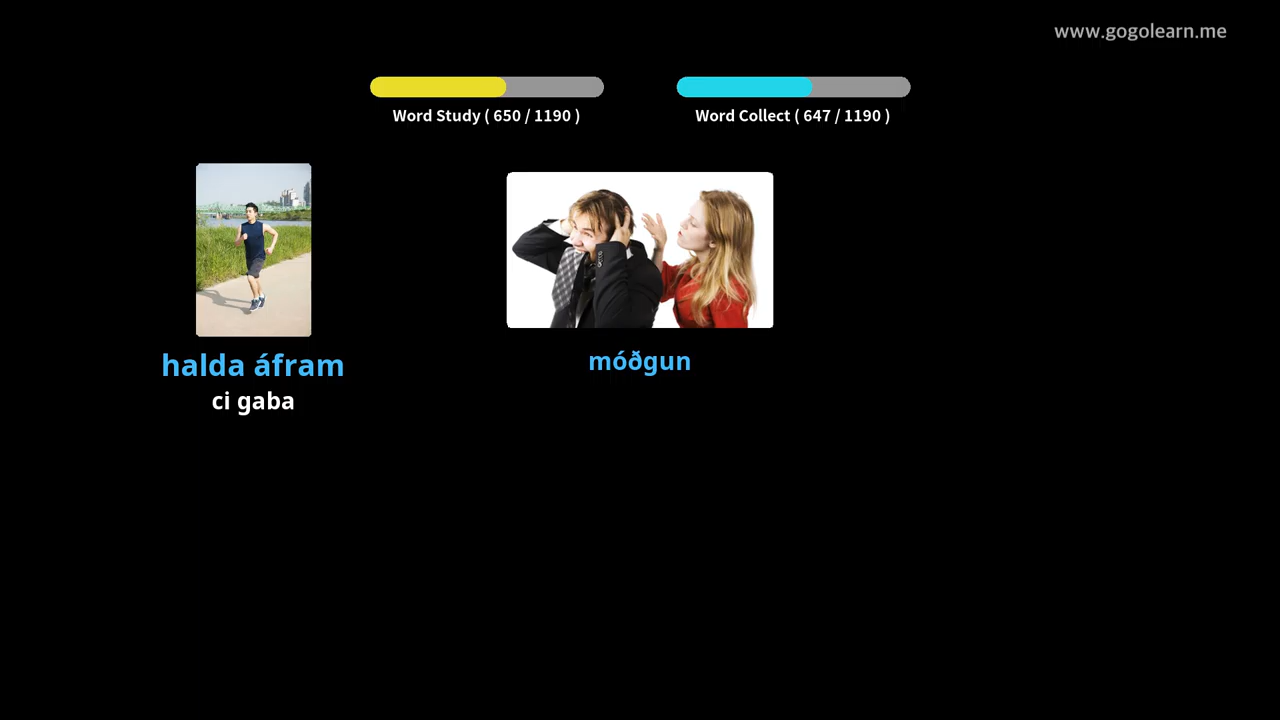 www.gogolearn.me
Word Study ( 650 / 1190 )
Word Collect ( 647 / 1190 )
halda áfram
ci gaba
móðgun